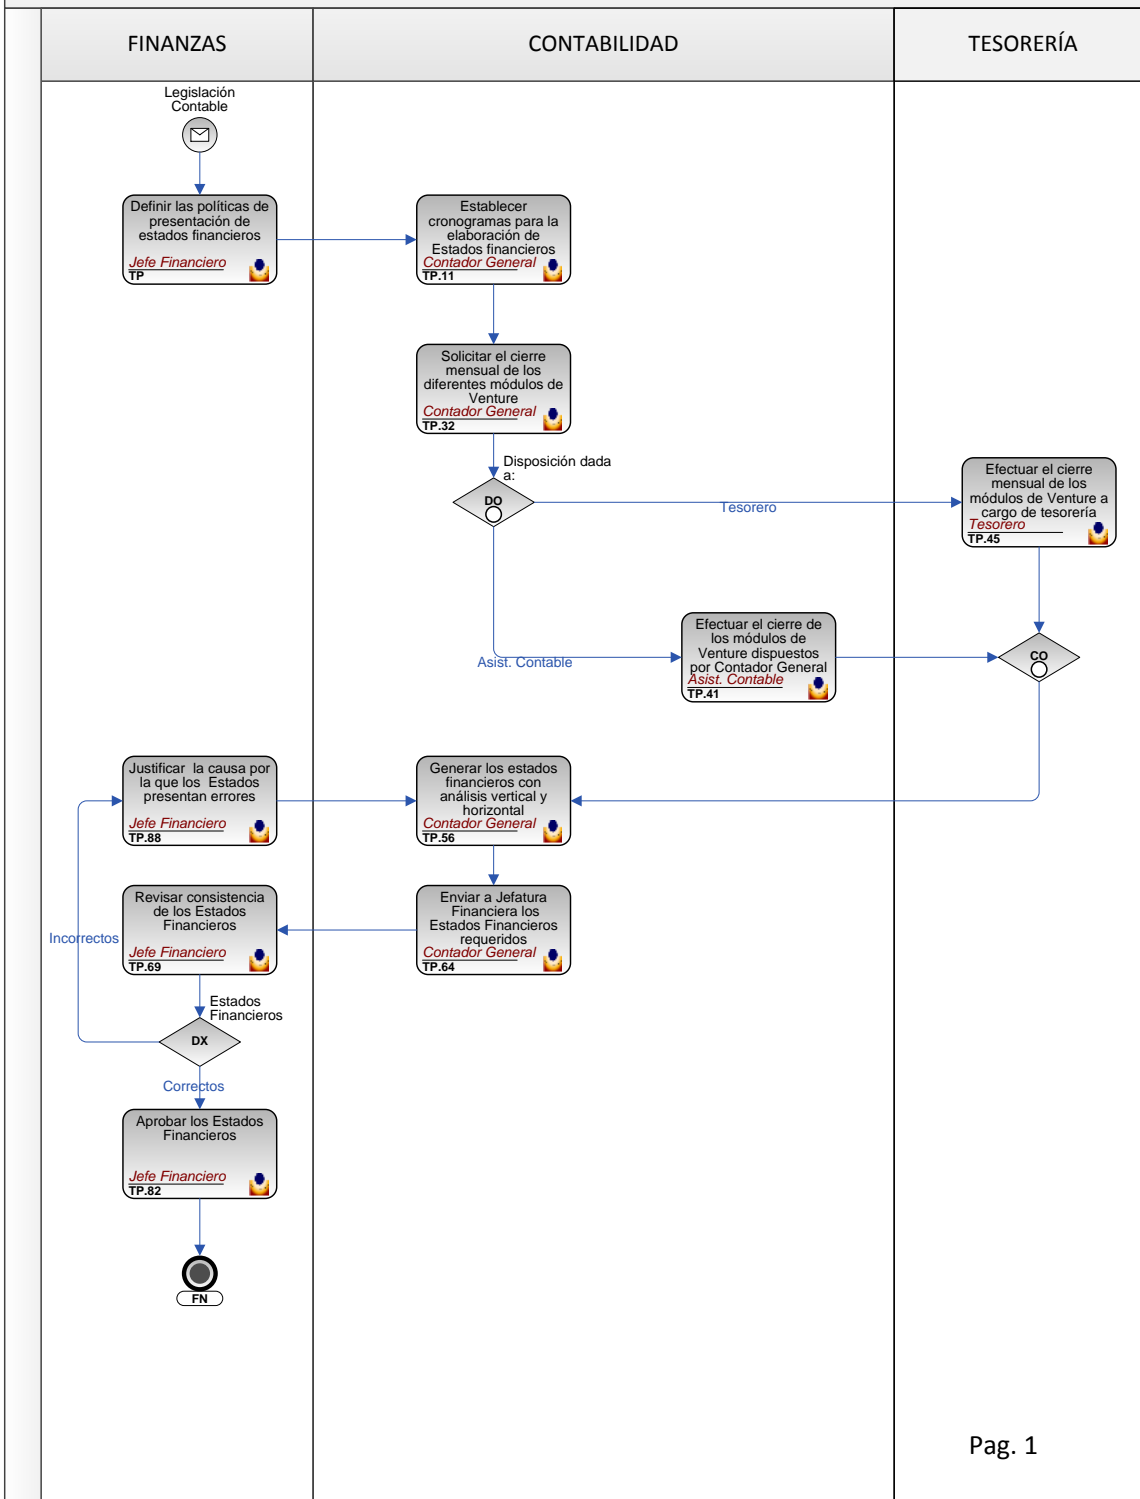 FINANZAS
CONTABILIDAD
TESORERÍA
Legislación
Contable
Definir las políticas de
presentación de
estados financieros
Jefe Financiero
TP
Establecer
cronogramas para la
elaboración de
Estados financieros
Contador General
TP.11
Solicitar el cierre
mensual de los
diferentes módulos de
Venture
Contador General
TP.32
Disposición dada
a:
DO
Tesorero
Efectuar el cierre
mensual de los
módulos de Venture a
cargo de tesorería
Tesorero
TP.45
Asist. Contable
Efectuar el cierre de
los módulos de
Venture dispuestos
por Contador General
Asist. Contable
TP.41
CO
Justificar la causa por
la que los Estados
presentan errores
Jefe Financiero
TP.88
Generar los estados
financieros con
análisis vertical y
horizontal
Contador General
TP.56
Revisar consistencia
de los Estados
Financieros
Jefe Financiero
TP.69
Enviar a Jefatura
Financiera los
Estados Financieros
requeridos
Contador General
TP.64
Incorrectos
Estados
Financieros
DX
Correctos
Aprobar los Estados
Financieros
Jefe Financiero
TP.82
FN
Pag. 1